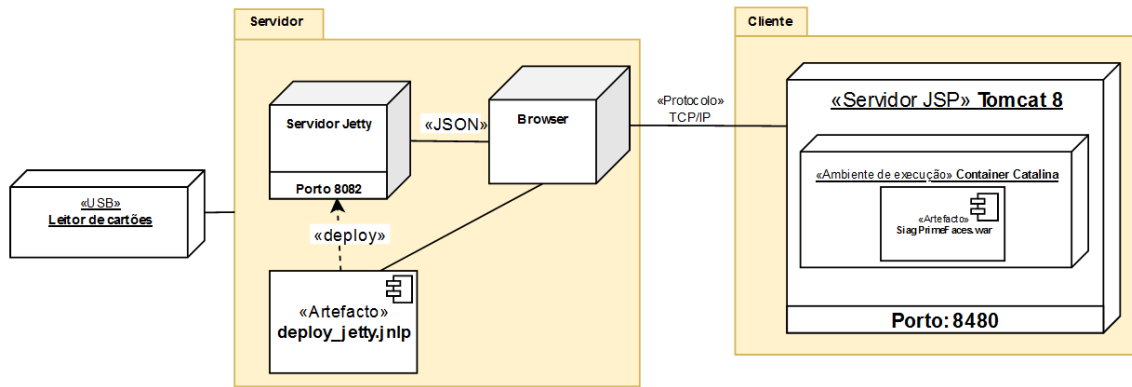 Servidor
Cliente
«USB»
Leitor de cartões
Servidor Jetty
Porto 8082
«JSON»
Browser
«deploy»
«Artefacto»
deploy_jetty.jnlp
«Protocolo»
TCP/IP
«Servidor JSP» Tomcat 8
«Ambiente de execução» Container Catalina
«Artefacto»
SiagPrimeFaces.war
Porto: 8480